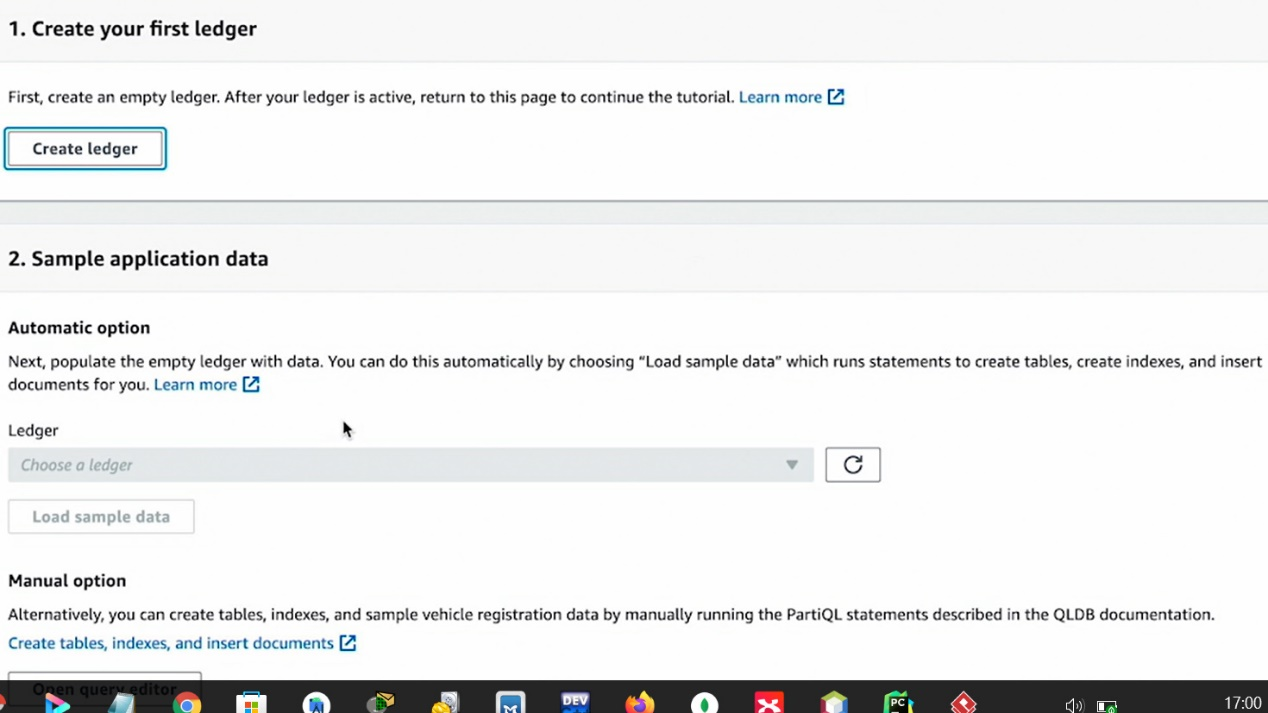 1. Create your first ledger
First, create an empty ledger. After your ledger is active, return to this page to continue the tutorial. Learn more
Create ledger
2. Sample application data
Automatic option
Next, populate the empty ledger with data. You can do this automatically by choosing “Load sample data” which runs statements to create tables, create indexes, and insert
documents for you. Learn more
Ledger
Choose a ledger
Load sample data
Manual option
Alternatively, you can create tables, indexes, and sample vehicle registration data by manually running the PartiQL statements described in the QLDB documentation.
Create tables, indexes, and insert documents
Open query editor
DEV
PC
17:00